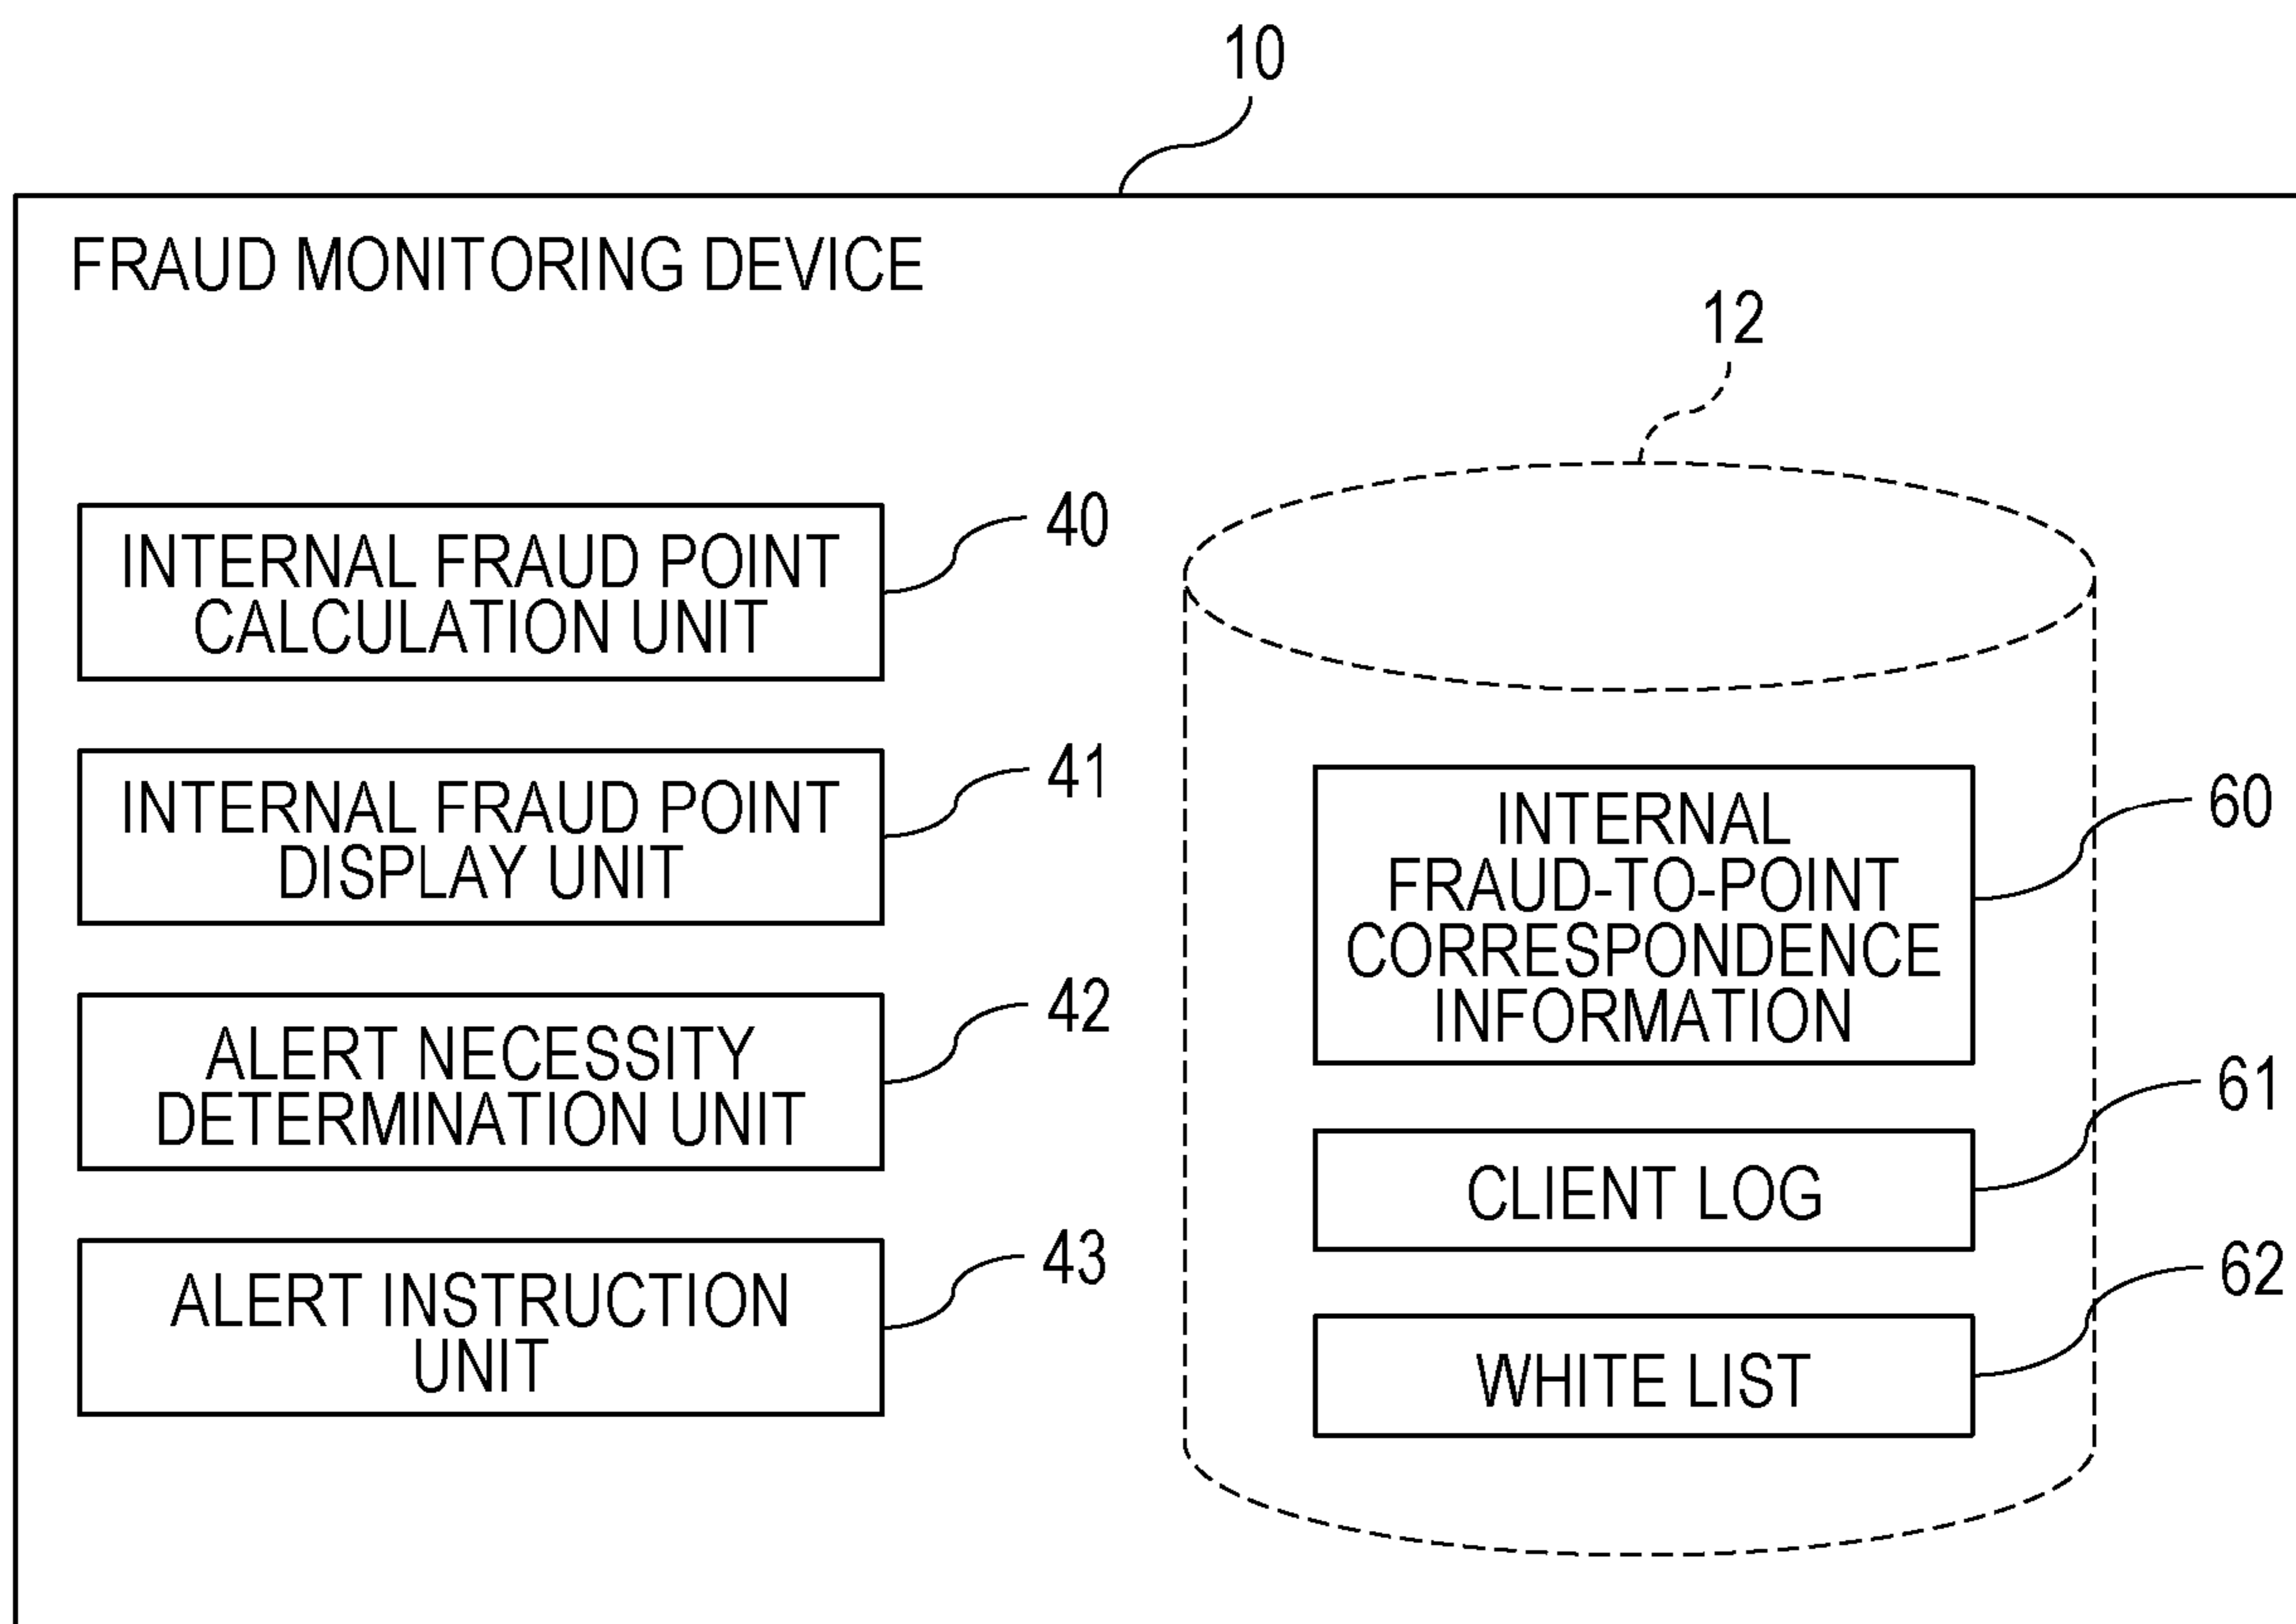 10
FRAUD MONITORING DEVICE
12
INTERNAL FRAUD POINT
CALCULATION UNIT
40
INTERNAL FRAUD POINT
DISPLAY UNIT
41
ALERT NECESSITY
DETERMINATION UNIT
42
ALERT INSTRUCTION
UNIT
43
INTERNAL
FRAUD-TO-POINT
CORRESPONDENCE
INFORMATION
60
CLIENT LOG
61
WHITE LIST
62